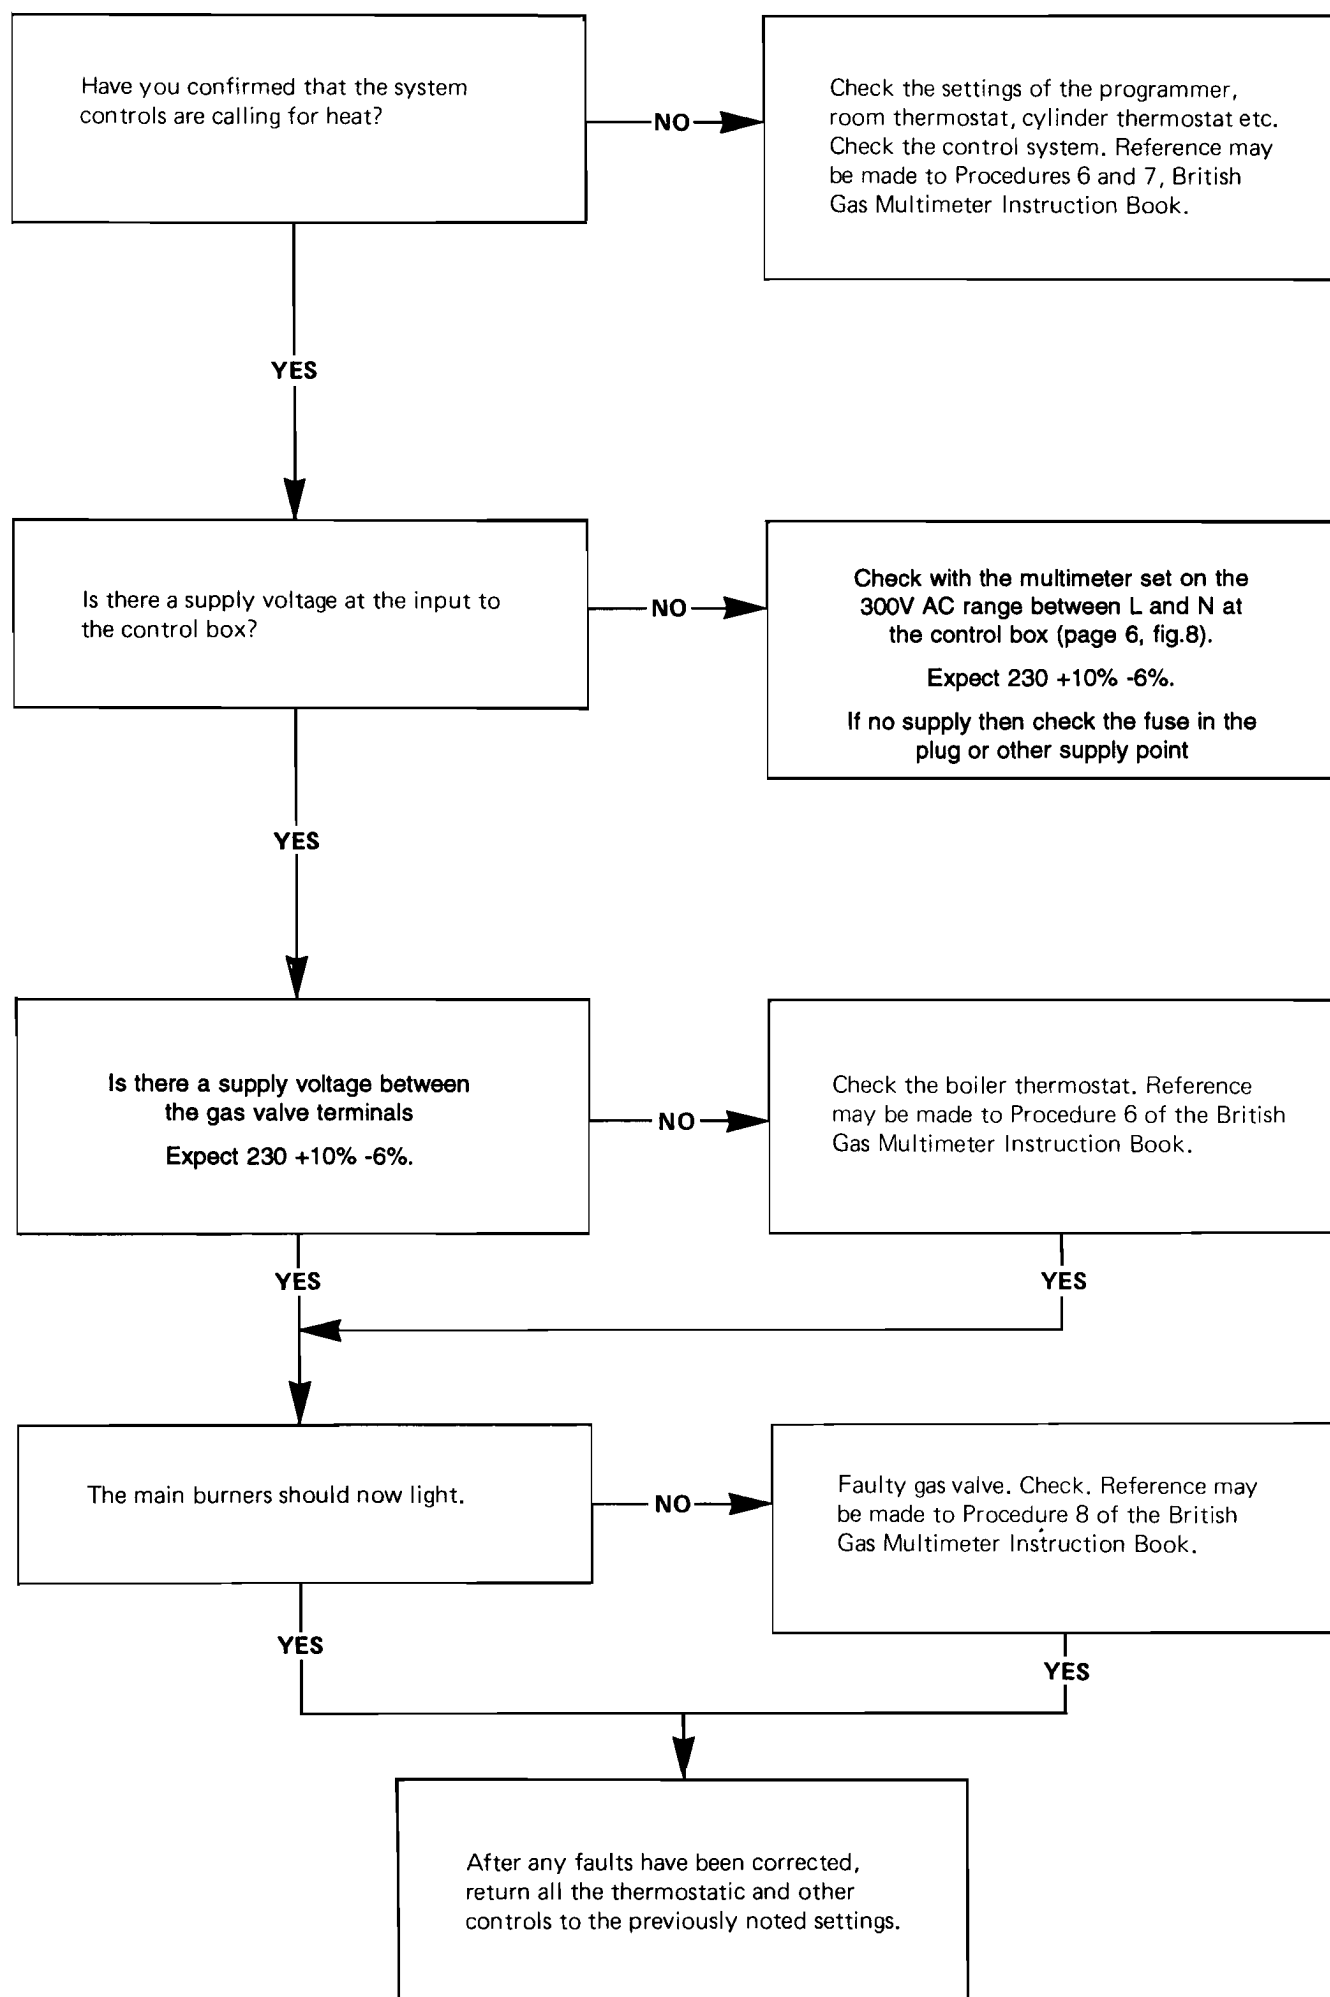 Have you confirmed that the system
controls are calling for heat?
NO
Check the settings of the programmer,
room thermostat, cylinder thermostat etc.
Check the control system. Reference may
be made to Procedures 6 and 7, British
Gas Multimeter Instruction Book.
YES
Is there a supply voltage at the input to
the control box?
NO
Check with the multimeter set on the
300V AC range between L and N at
the control box (page 6, fig.8).
Expect 230 +10% -6%.
If no supply then check the fuse in the
plug or other supply point
YES
Is there a supply voltage between
the gas valve terminals
Expect 230 +10% -6%.
NO
Check the boiler thermostat. Reference
may be made to Procedure 6 of the British
Gas Multimeter Instruction Book.
YES
YES
The main burners should now light.
NO
Faulty gas valve. Check. Reference may
be made to Procedure 8 of the British
Gas Multimeter Instruction Book.
YES
YES
After any faults have been corrected,
return all the thermostatic and other
controls to the previously noted settings.